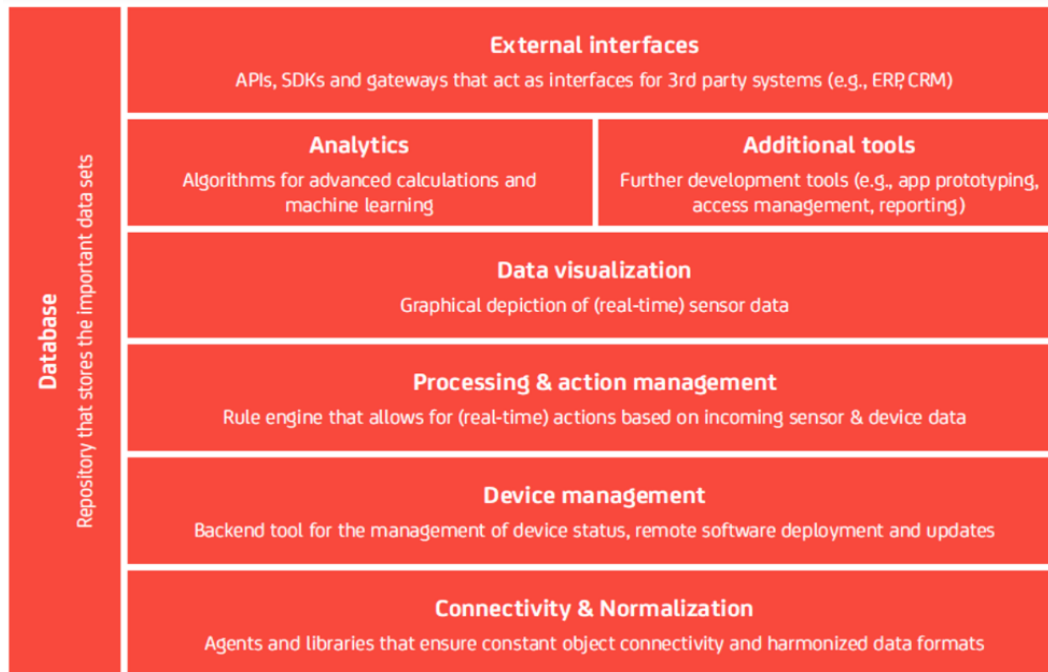 Database
Repository that stores the important data sets
External interfaces
APIs, SDKs and gateways that act as interfaces for 3rd party systems (e.g., ERP, CRM)
Analytics
Algorithms for advanced calculations and
machine learning
Additional tools
Further development tools (e.g., app prototyping,
access management, reporting)
Data visualization
Graphical depiction of (real-time) sensor data
Processing & action management
Rule engine that allows for (real-time) actions based on incoming sensor & device data
Device management
Backend tool for the management of device status, remote software deployment and updates
Connectivity & Normalization
Agents and libraries that ensure constant object connectivity and harmonized data formats